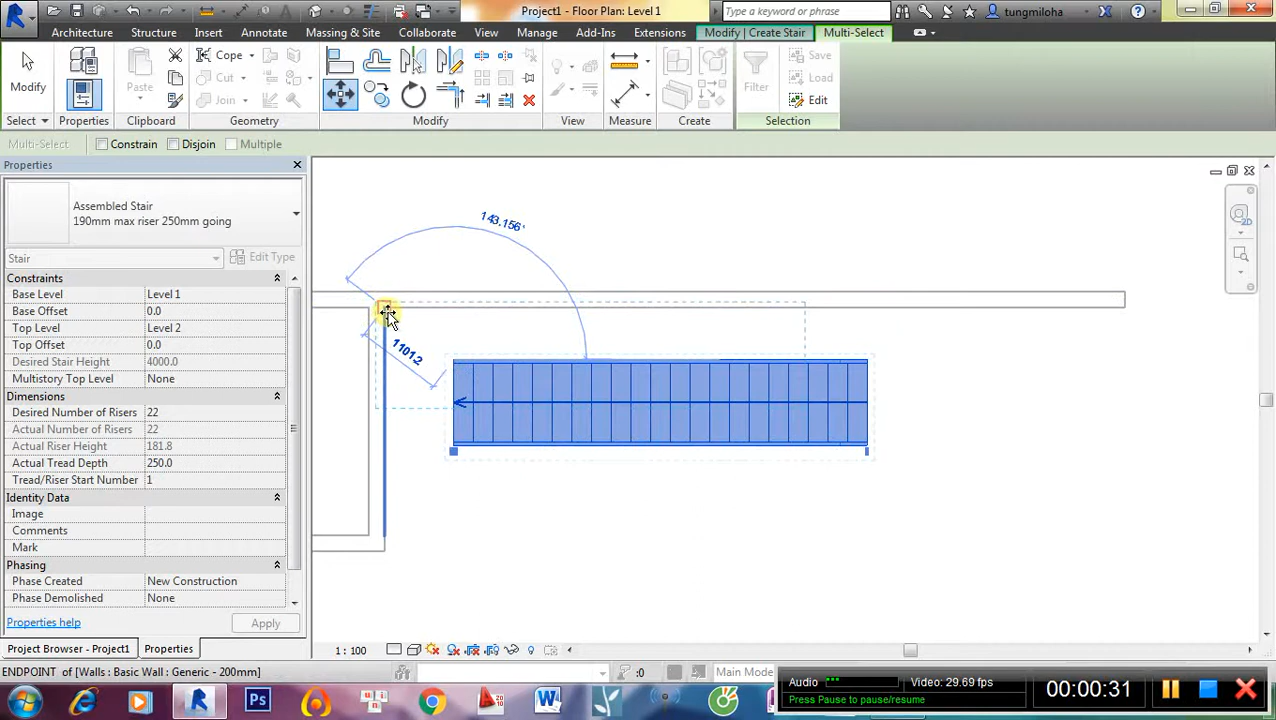 Project1 - Floor Plan: Level 1
Type a keyword or phrase
tungmiloha
Annotate
Massing & Site
Collaborate
View
Manage
Add-Ins
Extensions
Modify | Create Stair
Multi-Select
Modify
Select
Properties
Paste
Clipboard
Cope
Cut
Join
Geometry
Modify
View
Measure
Create
Filter
Save
Load
Edit
Selection
Multi-Select
Constrain
Disjoin
Multiple
Properties
Assembled Stair
190mm max riser 250mm going
Stair
Edit Type
Constraints
Base Level Level 1
Base Offset 0.0
Top Level Level 2
Top Offset 0.0
Desired Stair Height 4000.0
Multistory Top Level None
Dimensions
Desired Number of Risers 22
Actual Number of Risers 22
Actual Riser Height 181.8
Actual Tread Depth 250.0
Tread/Riser Start Number 1
Identity Data
Image
Comments
Mark
Phasing
Phase Created New Construction
Phase Demolished None
Properties help
Apply
Project Browser - Project1
Properties
143.156°
1101.2
2D
1 : 100
ENDPOINT of [Walls : Basic Wall : Generic - 200mm]
:0
Main Mode
Audio
Video: 29.69 fps
Press Pause to pause/resume
00:00:31
Ps
W